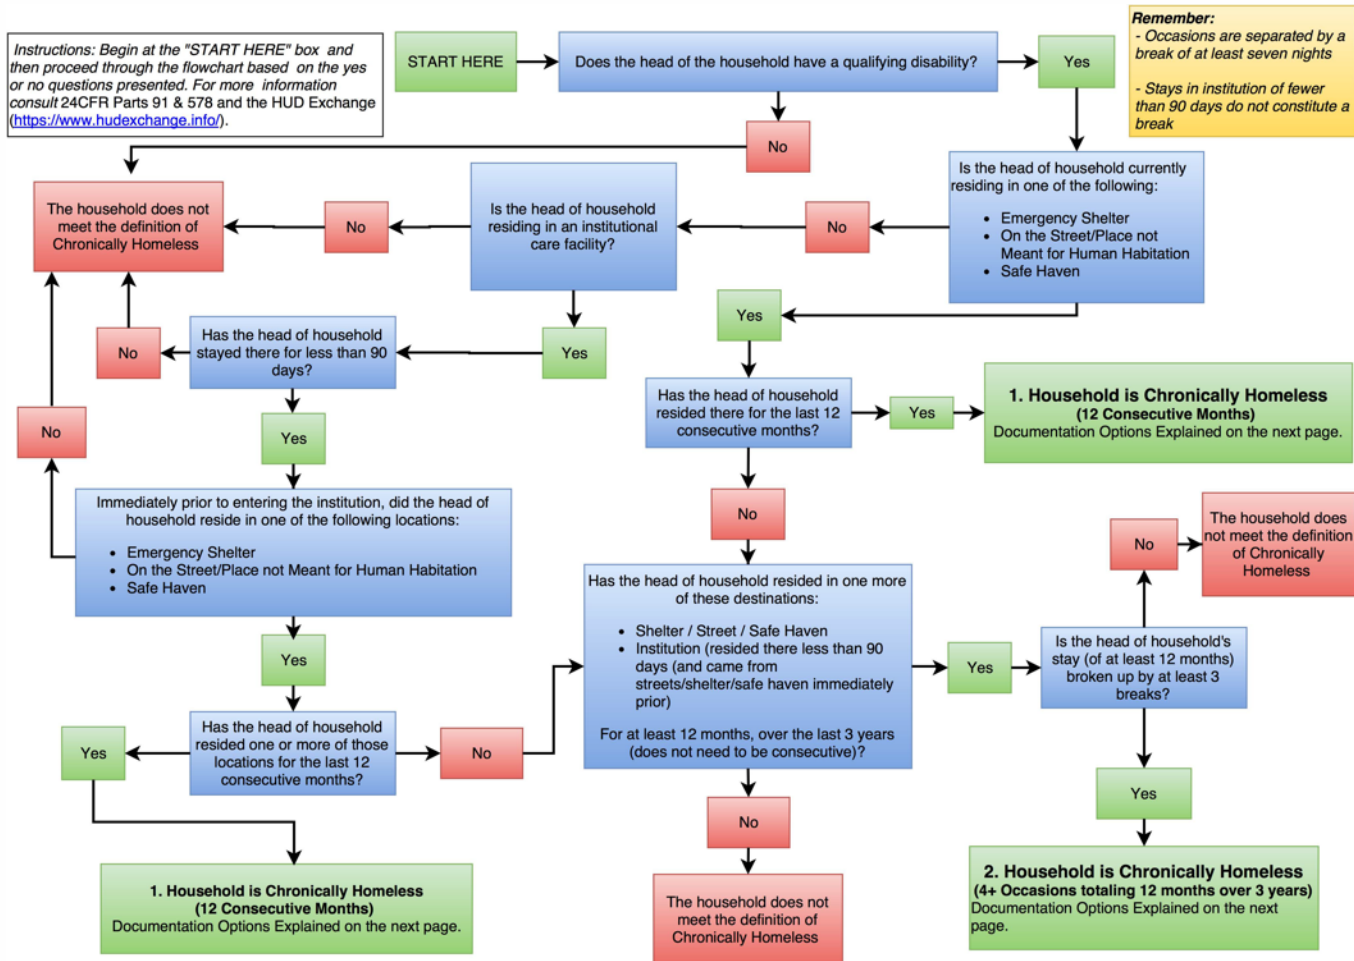 Instructions: Begin at the "START HERE" box and
then proceed through the flowchart based on the yes
or no questions presented. For more information
consult 24CFR Parts 91 & 578 and the HUD Exchange
(https://www.hudexchange.info/).
START HERE
Does the head of the household have a qualifying disability?
Yes
Remember:
- Occasions are separated by a
break of at least seven nights
- Stays in institution of fewer
than 90 days do not constitute a
break
No
The household does not
meet the definition of
Chronically Homeless
No
Is the head of household
residing in an institutional
care facility?
No
Is the head of household currently
residing in one of the following:
• Emergency Shelter
• On the Street/Place not
Meant for Human Habitation
• Safe Haven
Yes
No
Has the head of household
stayed there for less than 90
days?
Yes
Has the head of household
resided there for the last 12
consecutive months?
Yes
1. Household is Chronically Homeless
(12 Consecutive Months)
Documentation Options Explained on the next page.
No
Yes
Immediately prior to entering the institution, did the head of
household reside in one of the following locations:
• Emergency Shelter
• On the Street/Place not Meant for Human Habitation
• Safe Haven
No
No
The household does
not meet the definition
of Chronically
Homeless
Has the head of household resided in one more
of these destinations:
• Shelter / Street / Safe Haven
• Institution (resided there less than 90
days (and came from
streets/shelter/safe haven immediately
prior)
For at least 12 months, over the last 3 years
(does not need to be consecutive)?
Yes
Is the head of household's
stay (of at least 12 months)
broken up by at least 3
breaks?
Yes
Yes
Has the head of household
resided one or more of those
locations for the last 12
consecutive months?
No
Yes
No
1. Household is Chronically Homeless
(12 Consecutive Months)
Documentation Options Explained on the next page.
The household does not
meet the definition of
Chronically Homeless
2. Household is Chronically Homeless
(4+ Occasions totaling 12 months over 3 years)
Documentation Options Explained on the next
page.